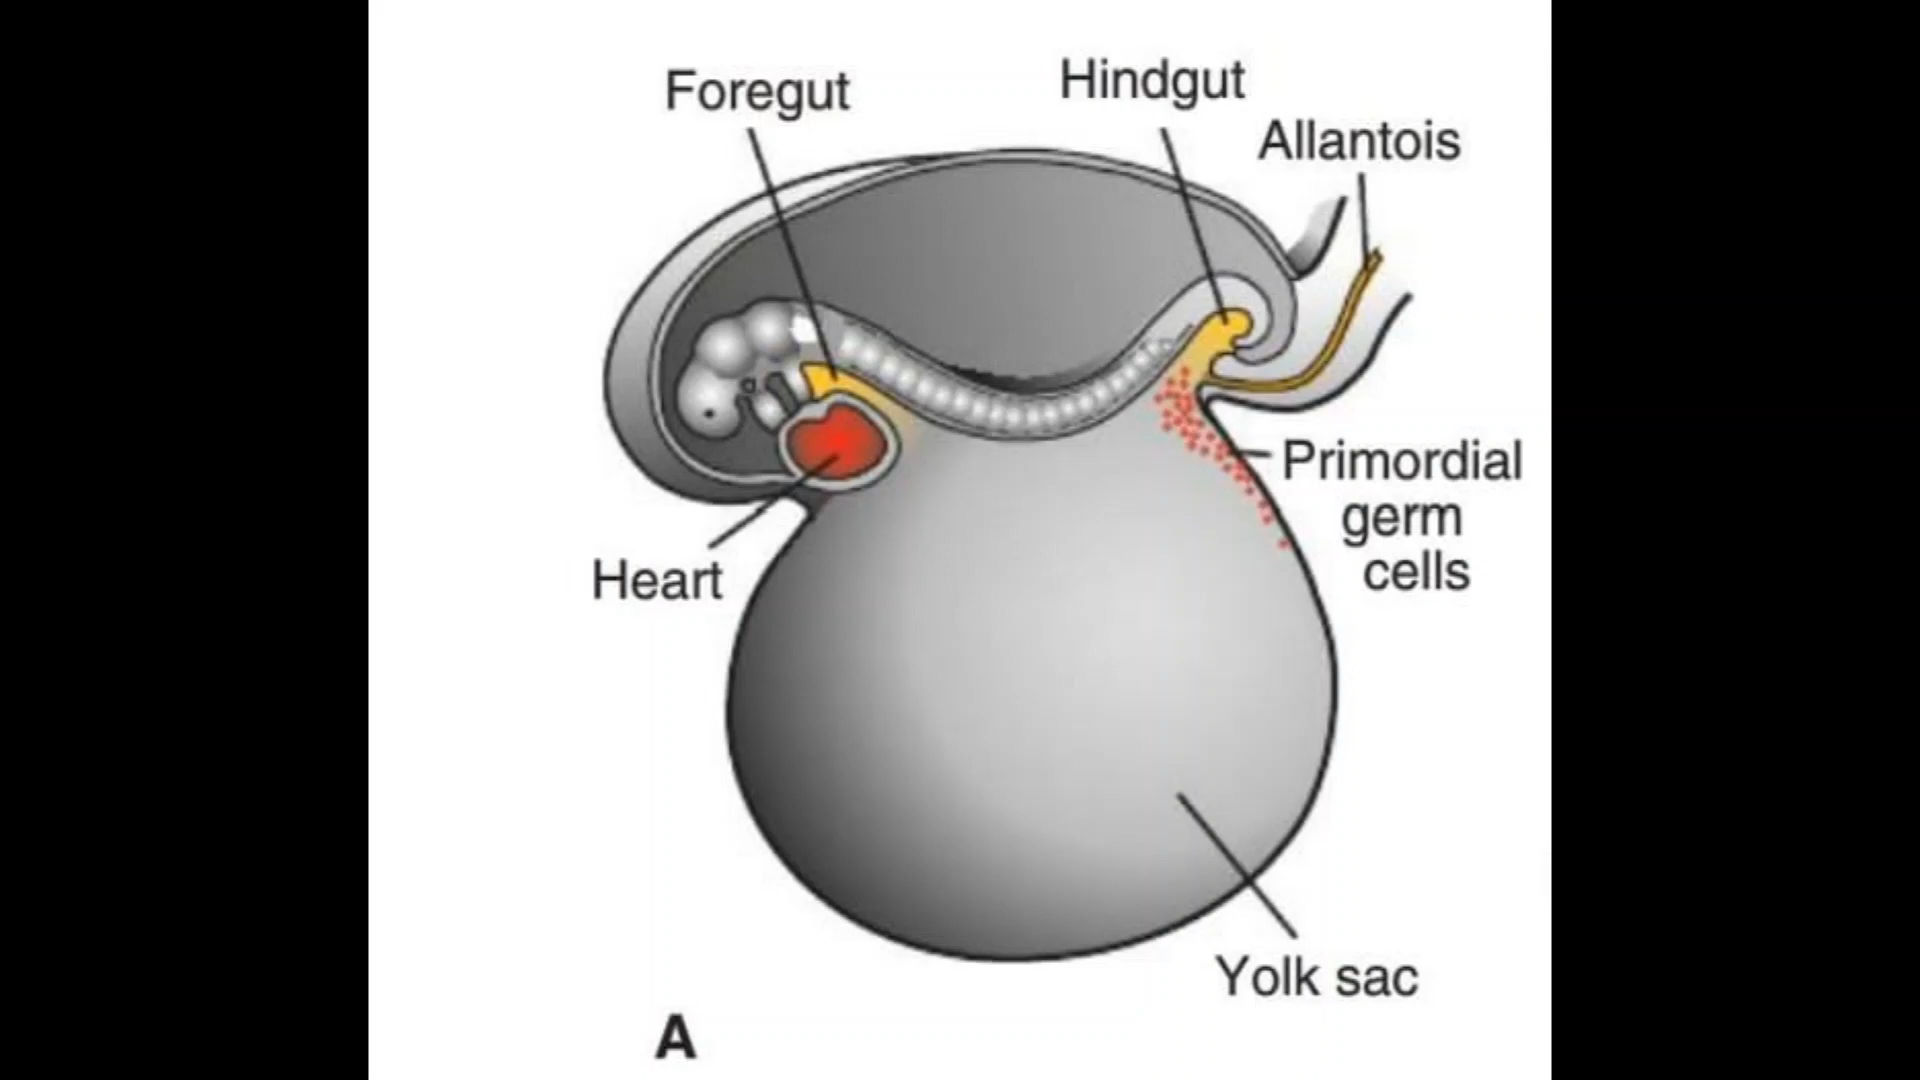 Foregut
Hindgut
Allantois
Primordial
germ
cells
Heart
Yolk sac
A